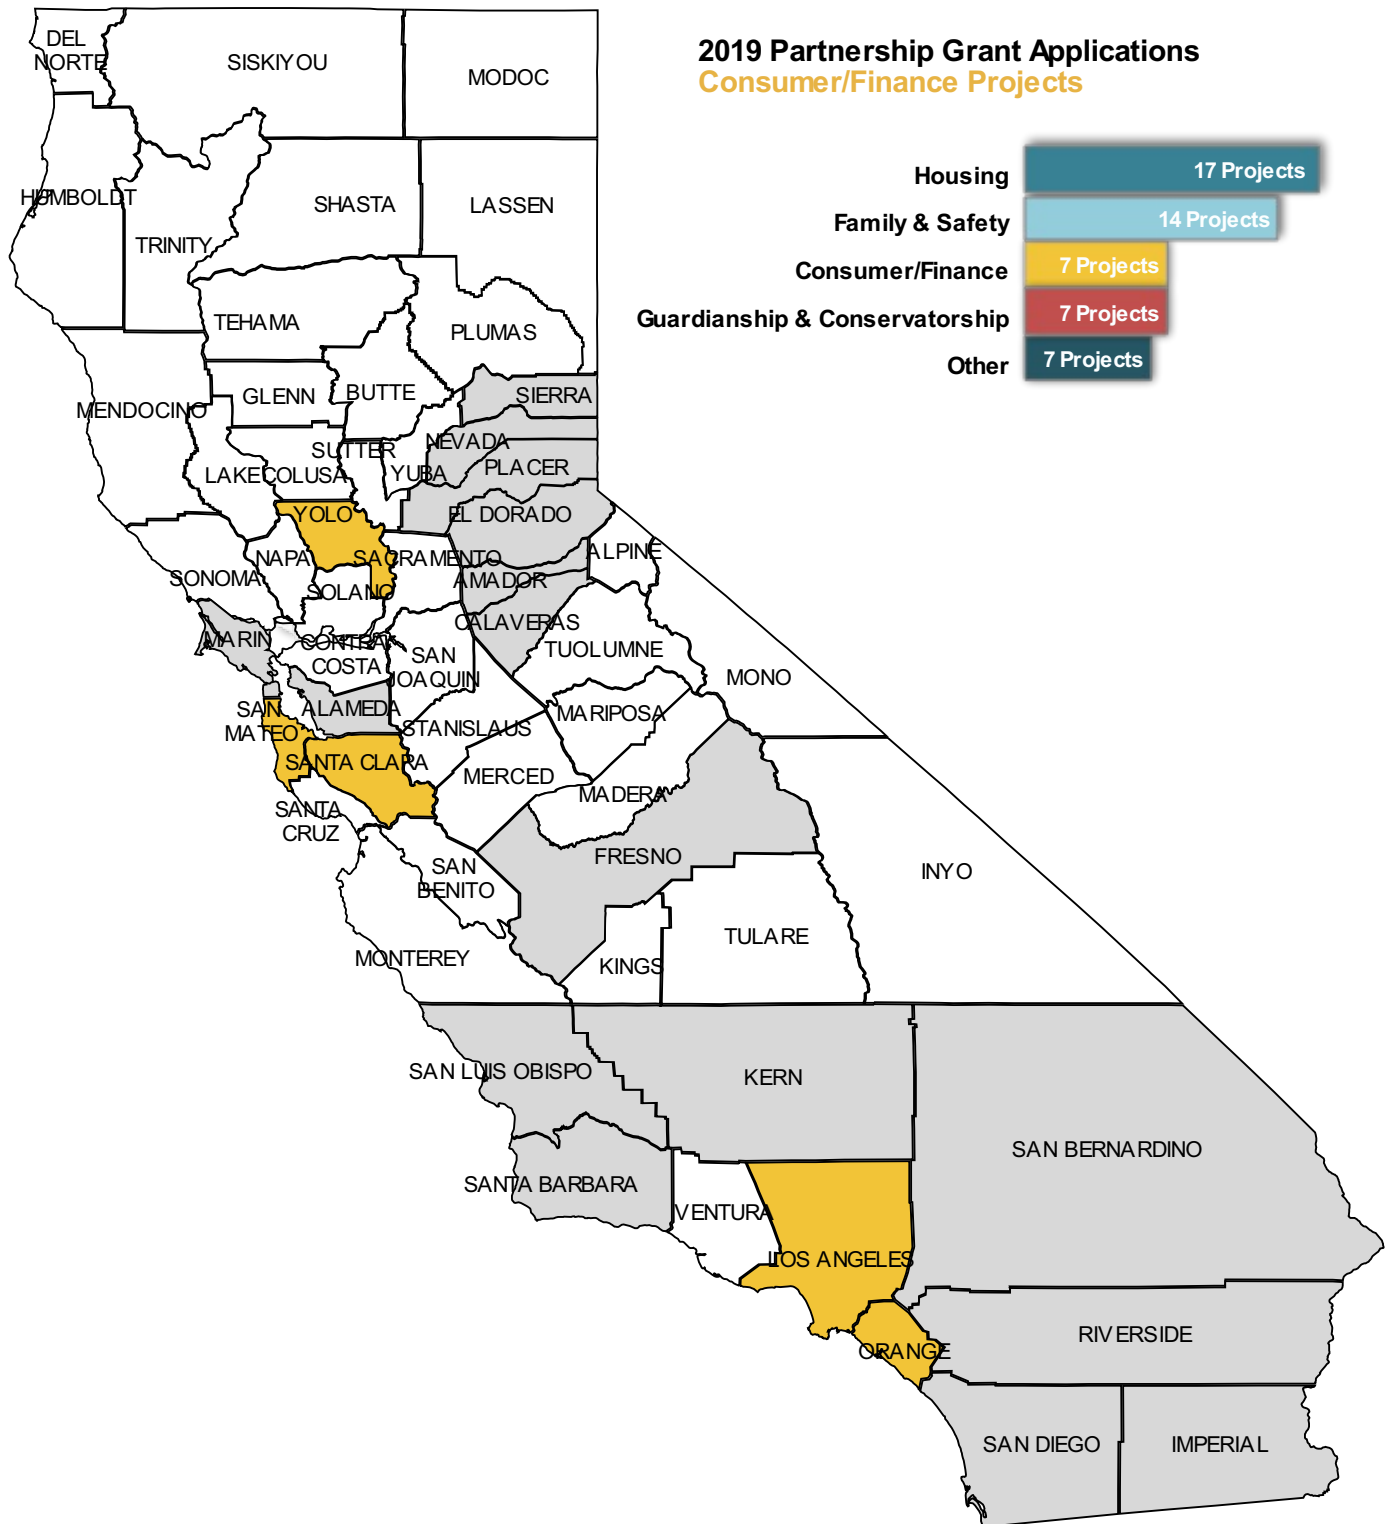 2019 Partnership Grant Applications
Consumer/Finance Projects
Housing
17 Projects
Family & Safety
14 Projects
Consumer/Finance
7 Projects
Guardianship & Conservatorship
7 Projects
Other
7 Projects
DEL
NORTE
SISKIYOU
MODOC
HUMBOLDT
TRINITY
SHASTA
LASSEN
TEHAMA
PLUMAS
MENDOCINO
GLENN
BUTTE
SIERRA
LAKE
COLUSA
SUTTER
YUBA
NEVADA
PLACER
YOLO
EL DORADO
SONOMA
NAPA
SACRAMENTO
SOLANO
AMADOR
ALPINE
MARIN
CONTRA
COSTA
CALAVERAS
SAN
JOAQUIN
TUOLUMNE
MONO
SAN
MATEO
ALAMEDA
STANISLAUS
MARIPOSA
SANTA CLARA
MERCED
MADERA
SANTA
CRUZ
SAN
BENITO
FRESNO
INYO
MONTEREY
KINGS
TULARE
SAN LUIS OBISPO
KERN
SAN BERNARDINO
SANTA BARBARA
VENTURA
LOS ANGELES
ORANGE
RIVERSIDE
SAN DIEGO
IMPERIAL